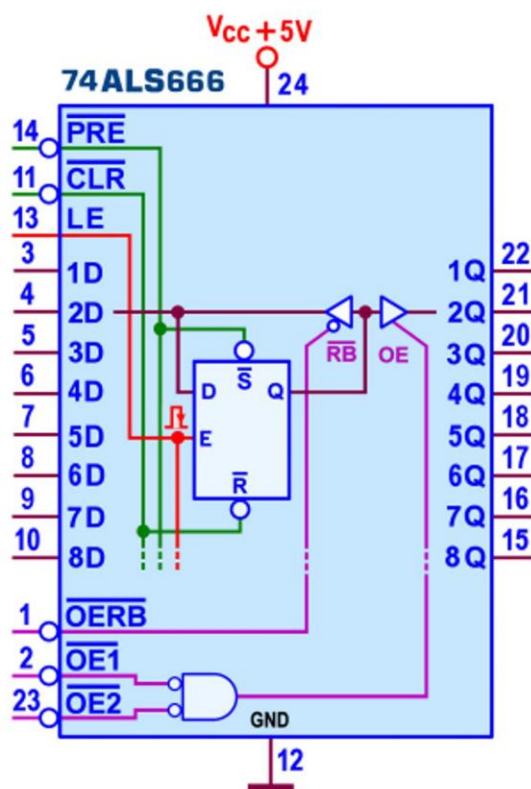 VCC +5V
74ALS666
24
14 PRE
11 CLR
13 LE
3 1D 1Q 22
4 2D 2Q 21
RB OE
5 3D 3Q 20
6 4D D S Q 4Q 19
7 5D E 5Q 18
8 6D R 6Q 17
9 7D 7Q 16
10 8D 8Q 15
1 OERB
2 OE1
23 OE2
GND
12